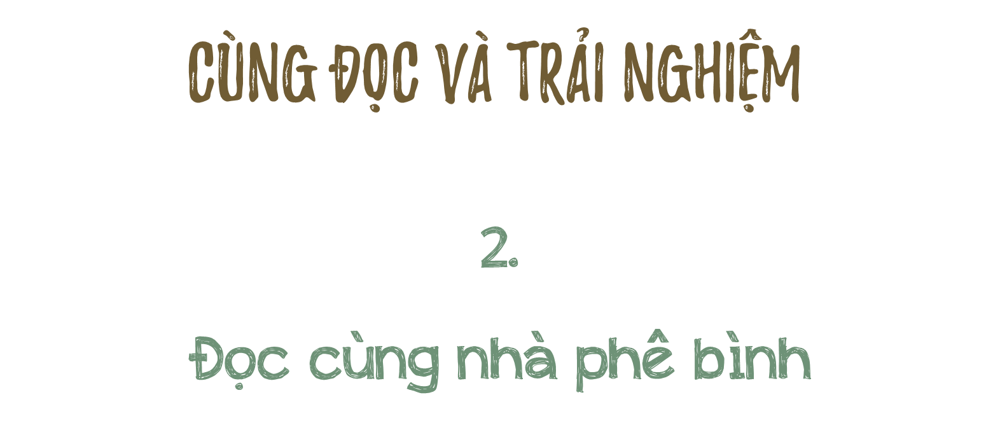 CÙNG ĐỌC VÀ TRẢI NGHIỆM
2.
Đọc cùng nhà phê bình